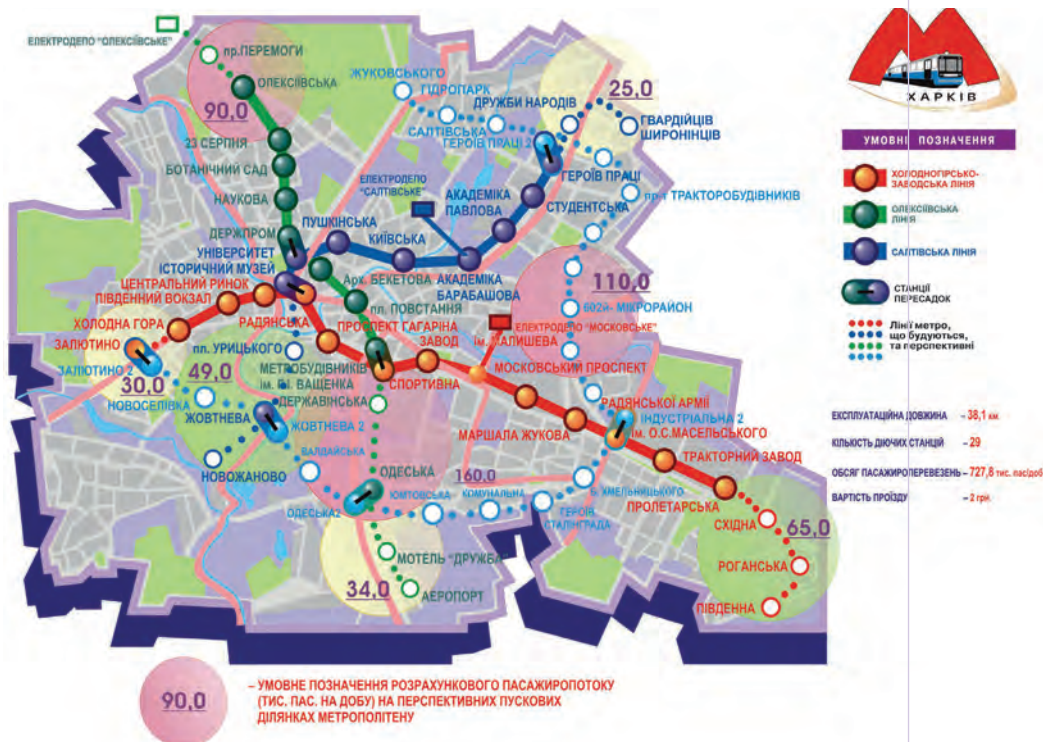 ЕЛЕКТРОДЕПО "ОЛЕКСІЇВСЬКЕ"
пр.ПЕРЕМОГИ
ОЛЕКСІЇВСЬКА
90,0
23 СЕРПНЯ
БОТАНІЧНИЙ САД
НАУКОВА
ДЕРЖПРОМ
УНІВЕРСИТЕТ
ІСТОРИЧНИЙ МУЗЕЙ
ЦЕНТРАЛЬНИЙ РИНОК
ПІВДЕННИЙ ВОКЗАЛ
ХОЛОДНА ГОРА
ЗАЛЮТИНО
ЗАЛЮТИНО 2
30,0
49,0
НОВОСЕЛІВКА
ЖОВТНЕВА
НОВОЖАНОВО
ЖУКОВСЬКОГО
ГІДРОПАРК
САЛТІВСЬКА
ГЕРОЇВ ПРАЦІ 2
ДРУЖБИ НАРОДІВ
25,0
ГВАРДІЙЦІВ
ШИРОНІНЦІВ
ГЕРОЇВ ПРАЦІ
пр-т ТРАКТОРОБУДІВНИКІВ
СТУДЕНТСЬКА
АКАДЕМІКА
ПАВЛОВА
ЕЛЕКТРОДЕПО
"САЛТІВСЬКЕ"
ПУШКІНСЬКА
КИЇВСЬКА
АКАДЕМІКА
БАРАБАШОВА
Арх. БЕКЕТОВА
пл. ПОВСТАННЯ
РАДЯНСЬКА
ПРОСПЕКТ ГАГАРІНА
ЗАВОД
ЕЛЕКТРОДЕПО "МОСКОВСЬКЕ"
ім. МАЛИШЕВА
110,0
602й- МІКРОРАЙОН
МОСКОВСЬКИЙ ПРОСПЕКТ
пл. УРИЦЬКОГО
МЕТРОБУДІВНИКІВ
ім. Г.І. ВАЩЕНКА
СПОРТИВНА
ДЕРЖАВІНСЬКА
ЖОВТНЕВА 2
ВАЛДАЙСЬКА
ОДЕСЬКА
ОДЕСЬКА2
160,0
МАРШАЛА ЖУКОВА
РАДЯНСЬКОЇ АРМІЇ
ІНДУСТРІАЛЬНА 2
ім. О.С.МАСЕЛЬСЬКОГО
ТРАКТОРНИЙ ЗАВОД
ПРОЛЕТАРСЬКА
КОМУНАЛЬНА
ГЕРОЇВ
СТАЛІНГРАДА
Б. ХМЕЛЬНИЦЬКОГО
СХІДНА
65,0
РОГАНСЬКА
ПІВДЕННА
МОТЕЛЬ "ДРУЖБА"
34,0
АЕРОПОРТ
ХАРКІВ
УМОВНІ ПОЗНАЧЕННЯ
ХОЛОДНОГІРСЬКО-
ЗАВОДСЬКА ЛІНІЯ
ОЛЕКСІЇВСЬКА
ЛІНІЯ
САЛТІВСЬКА ЛІНІЯ
СТАНЦІЇ
ПЕРЕСАДОК
Лінії метро,
що будуються,
та перспективні
ЕКСПЛУАТАЦІЙНА ДОВЖИНА – 38,1 км.
КІЛЬКІСТЬ ДІЮЧИХ СТАНЦІЙ – 29
ОБСЯГ ПАСАЖИРОПЕРЕВЕЗЕНЬ – 727,8 тис. пас/доб
ВАРТІСТЬ ПРОЇЗДУ – 2 грн.
90,0
– УМОВНЕ ПОЗНАЧЕННЯ РОЗРАХУНКОВОГО ПАСАЖИРОПОТОКУ
(ТИС. ПАС. НА ДОБУ) НА ПЕРСПЕКТИВНИХ ПУСКОВИХ
ДІЛЯНКАХ МЕТРОПОЛІТЕНУ